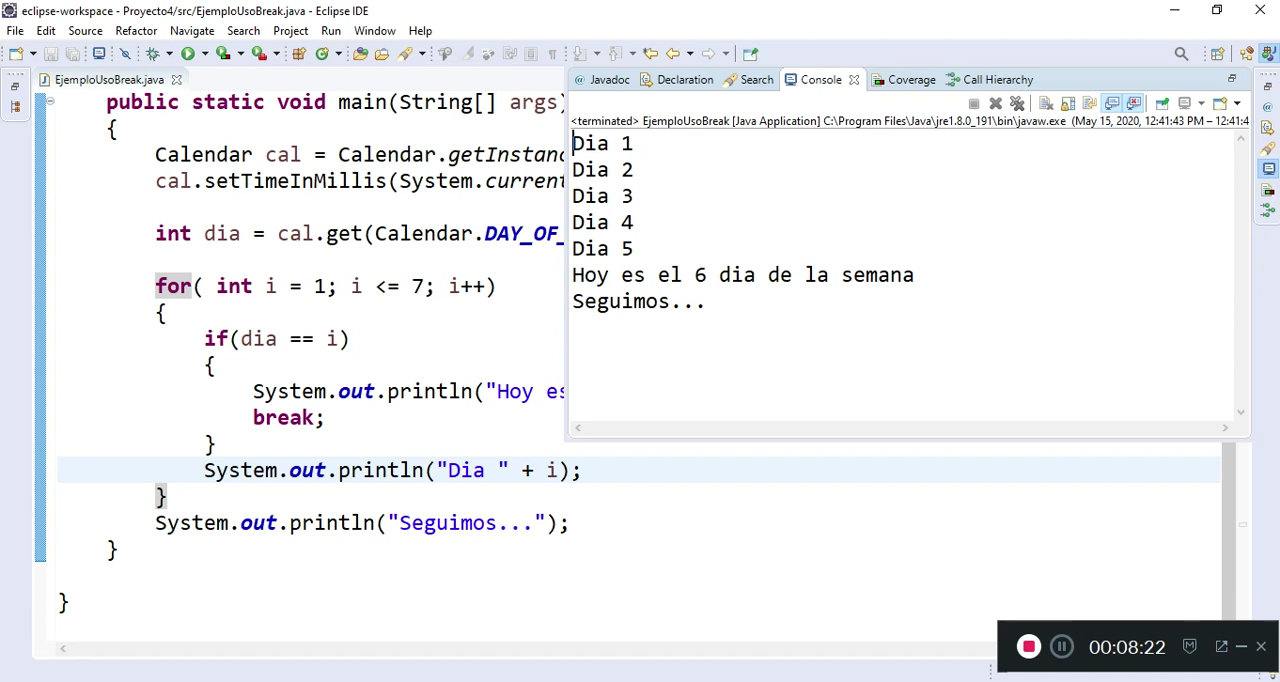 eclipse-workspace - Proyecto4/src/EjemploUsoBreak.java - Eclipse IDE
File Edit Source Refactor Navigate Search Project Run Window Help
EjemploUsoBreak.java
public static void main(String[] args)
{
Calendar cal = Calendar.getInstanc
cal.setTimeInMillis(System.current
int dia = cal.get(Calendar.DAY_OF_
for( int i = 1; i <= 7; i++)
{
if(dia == i)
{
System.out.println("Hoy es
break;
}
System.out.println("Dia " + i);
}
System.out.println("Seguimos...");
}
}
@ Javadoc Declaration Search Console Coverage Call Hierarchy
<terminated> EjemploUsoBreak [Java Application] C:\Program Files\Java\jre1.8.0_191\bin\javaw.exe (May 15, 2020, 12:41:43 PM – 12:41:4
Dia 1
Dia 2
Dia 3
Dia 4
Dia 5
Hoy es el 6 dia de la semana
Seguimos...
00:08:22